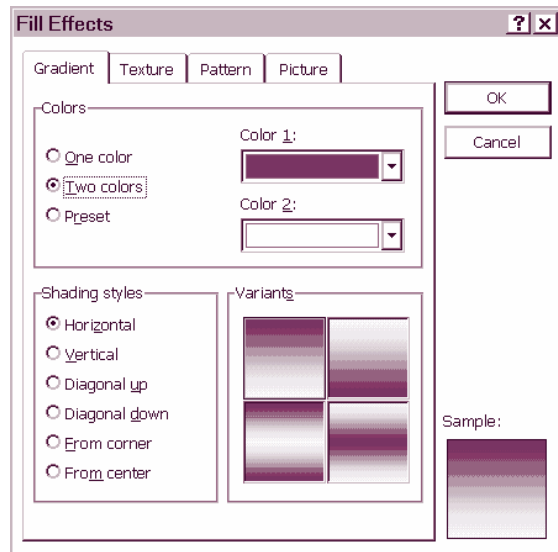 Fill Effects
Gradient Texture Pattern Picture
OK
Cancel
Colors
One color
Two colors
Preset
Color 1:
Color 2:
Shading styles
Horizontal
Vertical
Diagonal up
Diagonal down
From corner
From center
Variants
Sample: